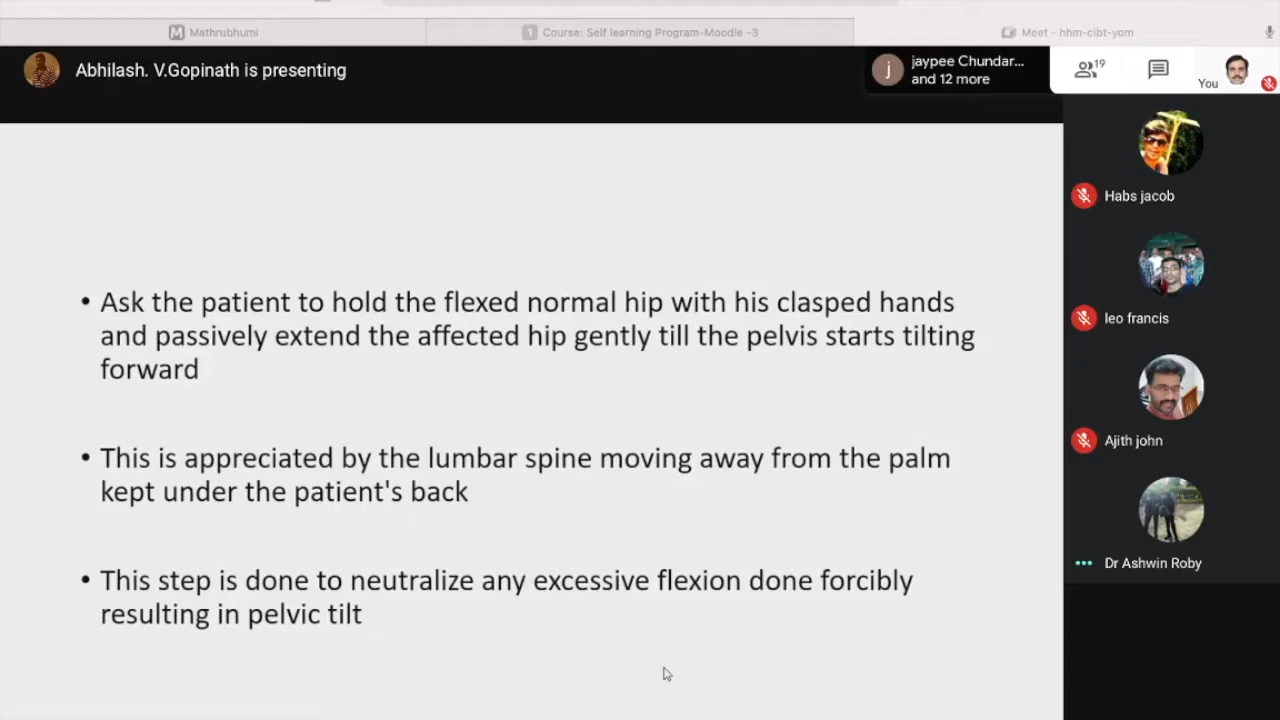 Mathrubhumi
1 Course: Self learning Program-Moodle -3
Meet - hhm-cibt-yom
Abhilash. V.Gopinath is presenting
j
jaypee Chundar...
and 12 more
19
You
Habs jacob
• Ask the patient to hold the flexed normal hip with his clasped hands
and passively extend the affected hip gently till the pelvis starts tilting
forward
leo francis
Ajith john
• This is appreciated by the lumbar spine moving away from the palm
kept under the patient's back
Dr Ashwin Roby
• This step is done to neutralize any excessive flexion done forcibly
resulting in pelvic tilt